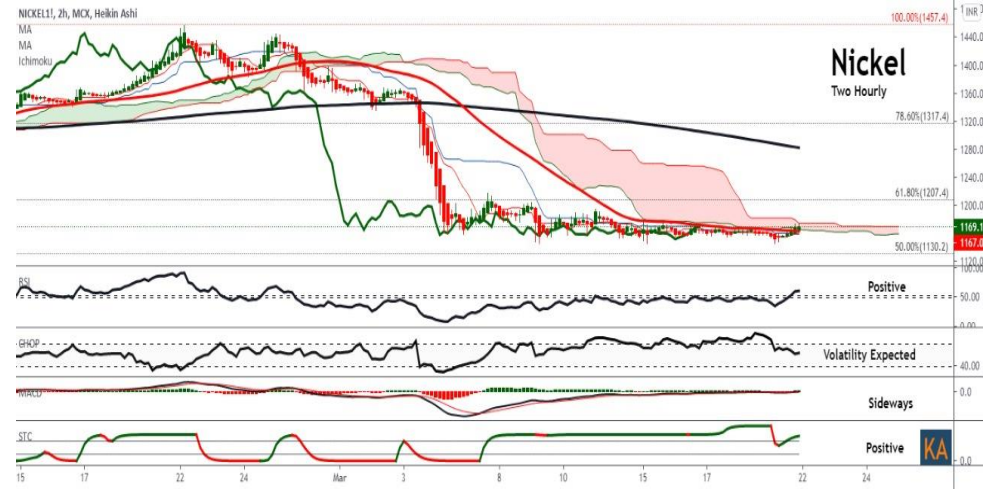 NICKEL1!, 2h, MCX, Heikin Ashi
MA
MA
Ichimoku
INR
100.00%(1457.4)
1440.0
1400.0
1360.0
1320.0
1280.0
1240.0
1200.0
1169.1
1167.0
1120.0
Nickel
Two Hourly
78.60%(1317.4)
61.80%(1207.4)
50.00%(1130.2)
RSI
Positive
100.00
50.00
0.00
CHOP
Volatility Expected
40.00
MACD
Sideways
0.0
STC
Positive
KA
0.0
15
17
22
24
Mar
3
8
10
15
17
22
24